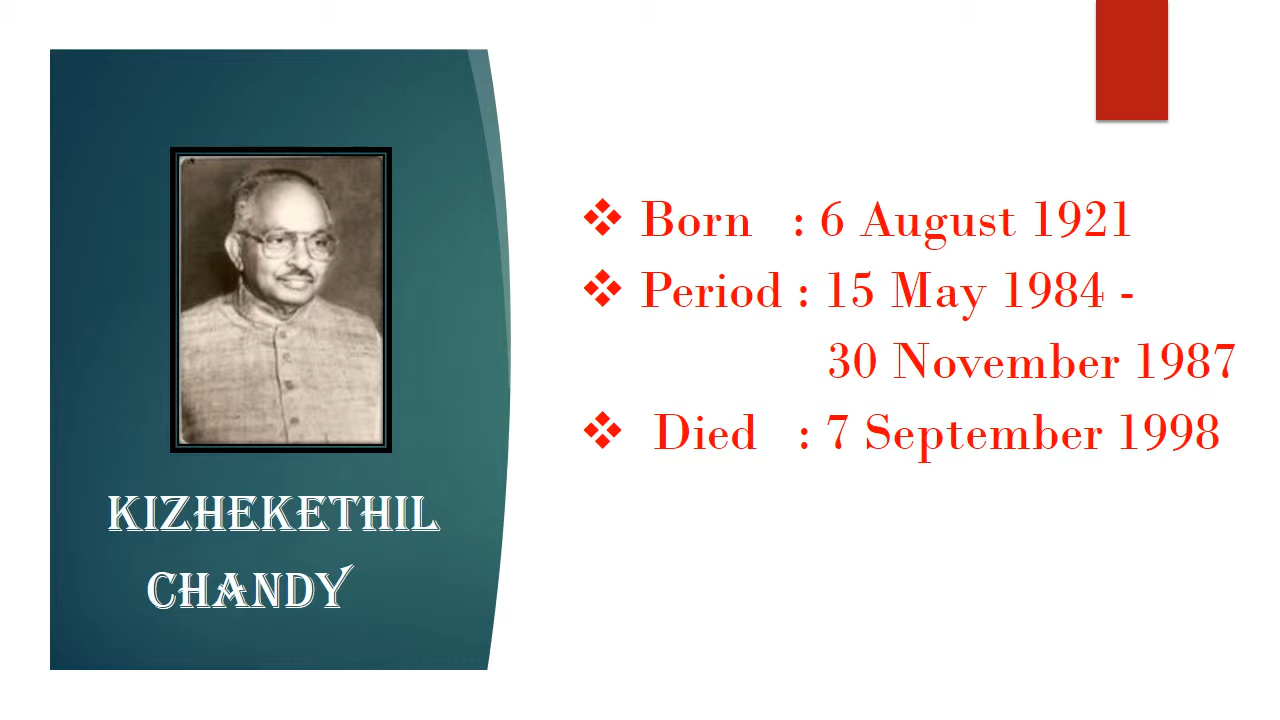 KIZHEKETHIL
CHANDY
❖ Born : 6 August 1921
❖ Period : 15 May 1984 -
30 November 1987
❖ Died : 7 September 1998